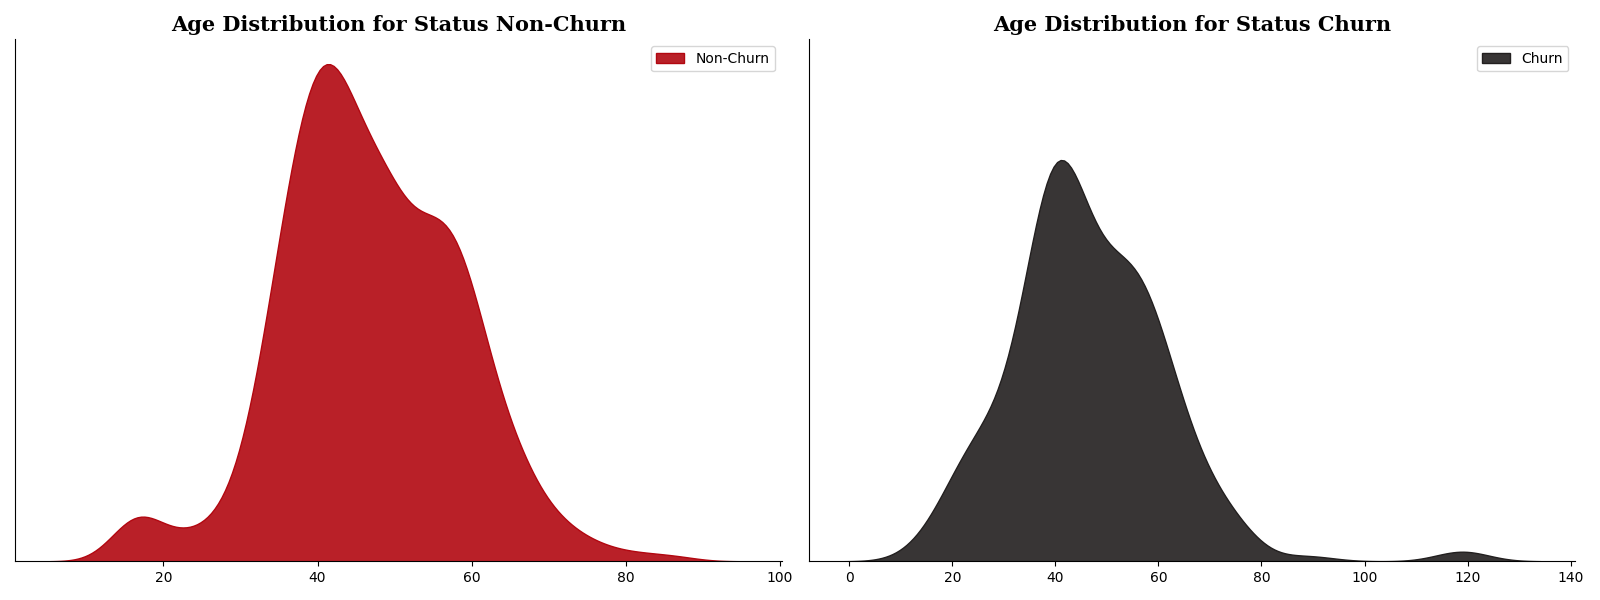 Age Distribution for Status Non-Churn
Non-Churn
20 40 60 80 100
Age Distribution for Status Churn
Churn
0 20 40 60 80 100 120 140